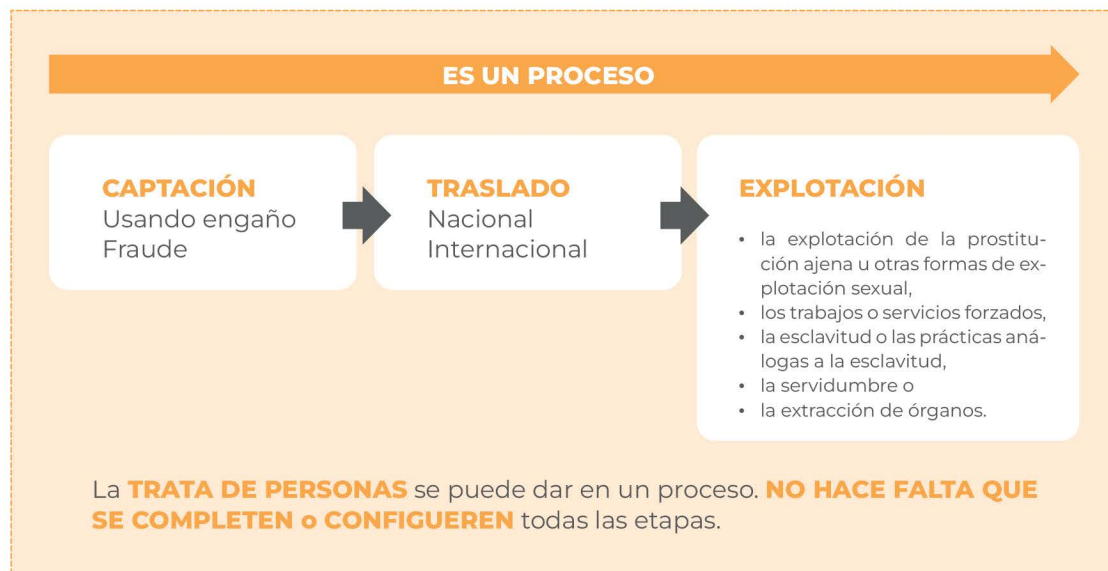 ES UN PROCESO
CAPTACIÓN
Usando engaño
Fraude
TRASLADO
Nacional
Internacional
EXPLOTACIÓN
• la explotación de la prostitu-
ción ajena u otras formas de ex-
plotación sexual,
• los trabajos o servicios forzados,
• la esclavitud o las prácticas aná-
logas a la esclavitud,
• la servidumbre o
• la extracción de órganos.
La TRATA DE PERSONAS se puede dar en un proceso. NO HACE FALTA QUE
SE COMPLETEN o CONFIGUEREN todas las etapas.